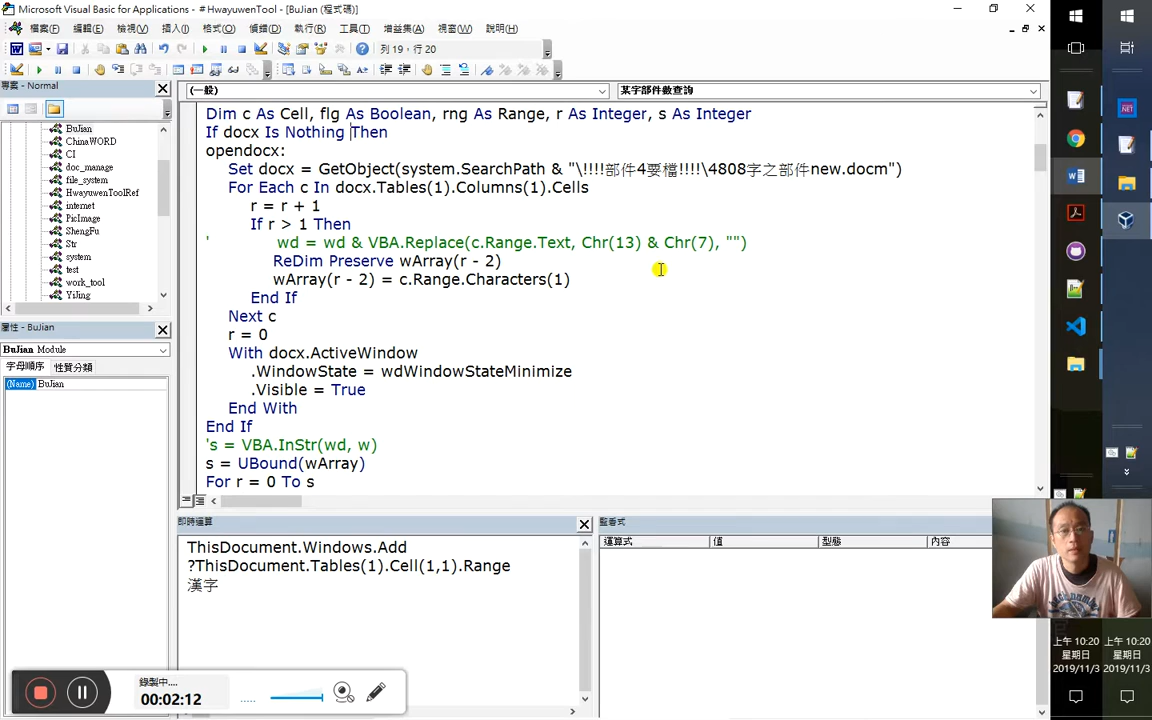 Microsoft Visual Basic for Applications - #HwayuwenTool - [BuJian (程式碼)]
檔案(F) 編輯(E) 檢視(V) 插入(I) 格式(O) 偵錯(D) 執行(R) 工具(T) 增益集(A) 視窗(W) 說明(H)
列 19，行 20
專案 - Normal
BuJian
ChinaWORD
CI
doc_manage
file_system
HwayuwenToolRef
internet
PicImage
ShengFu
Str
system
test
work_tool
YiJing
屬性 - BuJian
BuJian Module
字母順序 性質分類
(Name) BuJian
(一般)
某字部件數查詢
Dim c As Cell, flg As Boolean, rng As Range, r As Integer, s As Integer
If docx Is Nothing Then
opendocx:
Set docx = GetObject(system.SearchPath & "\!!!!部件4要檔!!!!\4808字之部件new.docm")
For Each c In docx.Tables(1).Columns(1).Cells
r = r + 1
If r > 1 Then
' wd = wd & VBA.Replace(c.Range.Text, Chr(13) & Chr(7), "")
ReDim Preserve wArray(r - 2)
wArray(r - 2) = c.Range.Characters(1)
End If
Next c
r = 0
With docx.ActiveWindow
.WindowState = wdWindowStateMinimize
.Visible = True
End With
End If
's = VBA.InStr(wd, w)
s = UBound(wArray)
For r = 0 To s
即時運算
ThisDocument.Windows.Add
?ThisDocument.Tables(1).Cell(1,1).Range
漢字
監看式
運算式 值 型態 內容
錄製中....
00:02:12
上午 10:20
星期日
2019/11/3
上午 10:20
星期日
2019/11/3